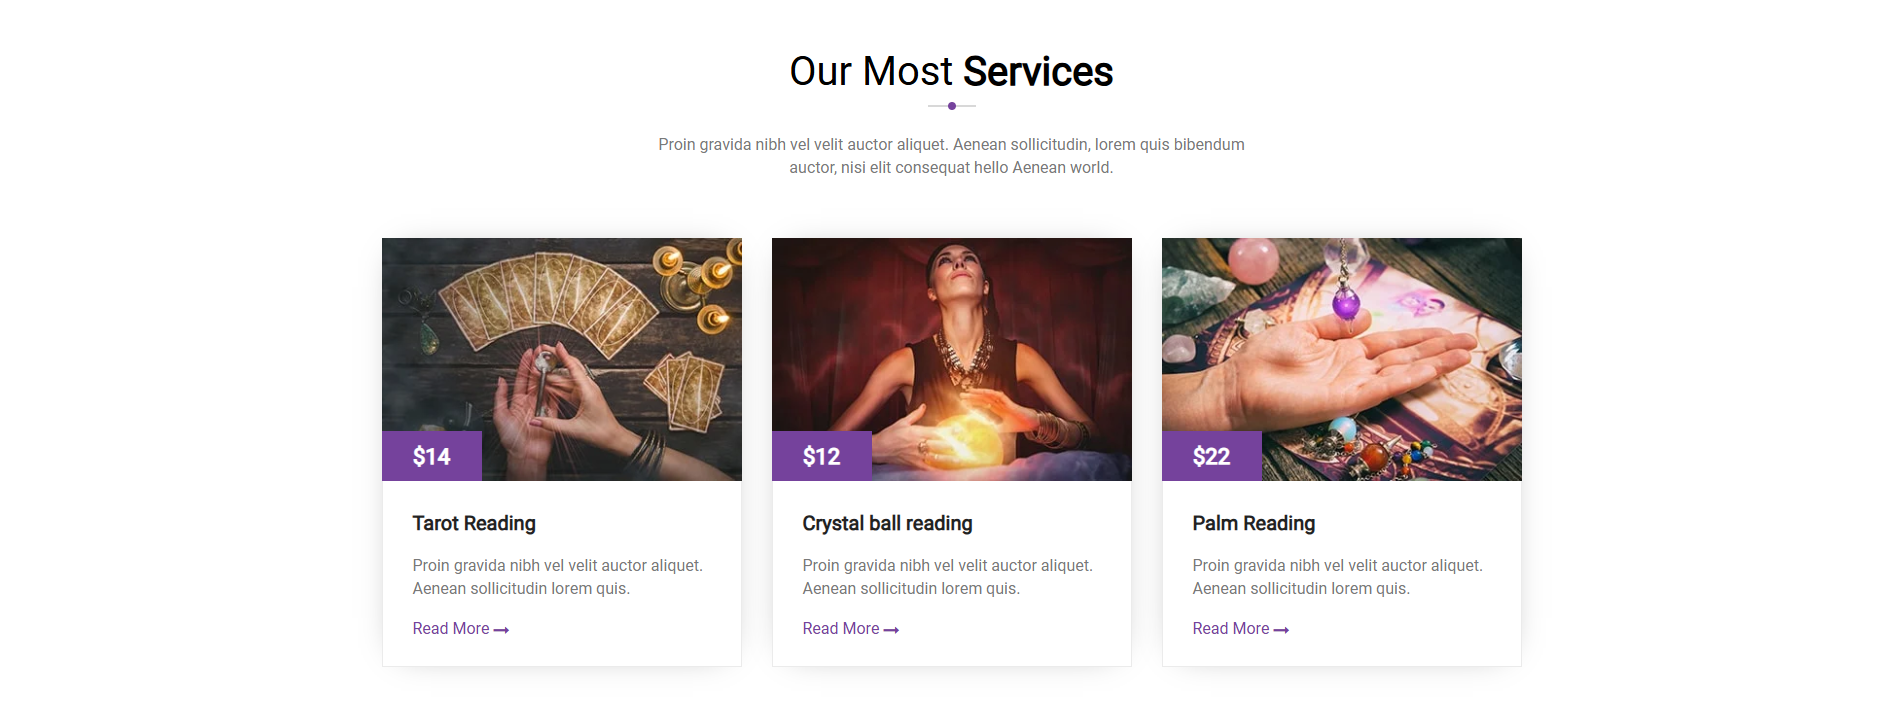 Our Most Services
Proin gravida nibh vel velit auctor aliquet. Aenean sollicitudin, lorem quis bibendum
auctor, nisi elit consequat hello Aenean world.
$14
Tarot Reading
Proin gravida nibh vel velit auctor aliquet.
Aenean sollicitudin lorem quis.
Read More
$12
Crystal ball reading
Proin gravida nibh vel velit auctor aliquet.
Aenean sollicitudin lorem quis.
Read More
$22
Palm Reading
Proin gravida nibh vel velit auctor aliquet.
Aenean sollicitudin lorem quis.
Read More